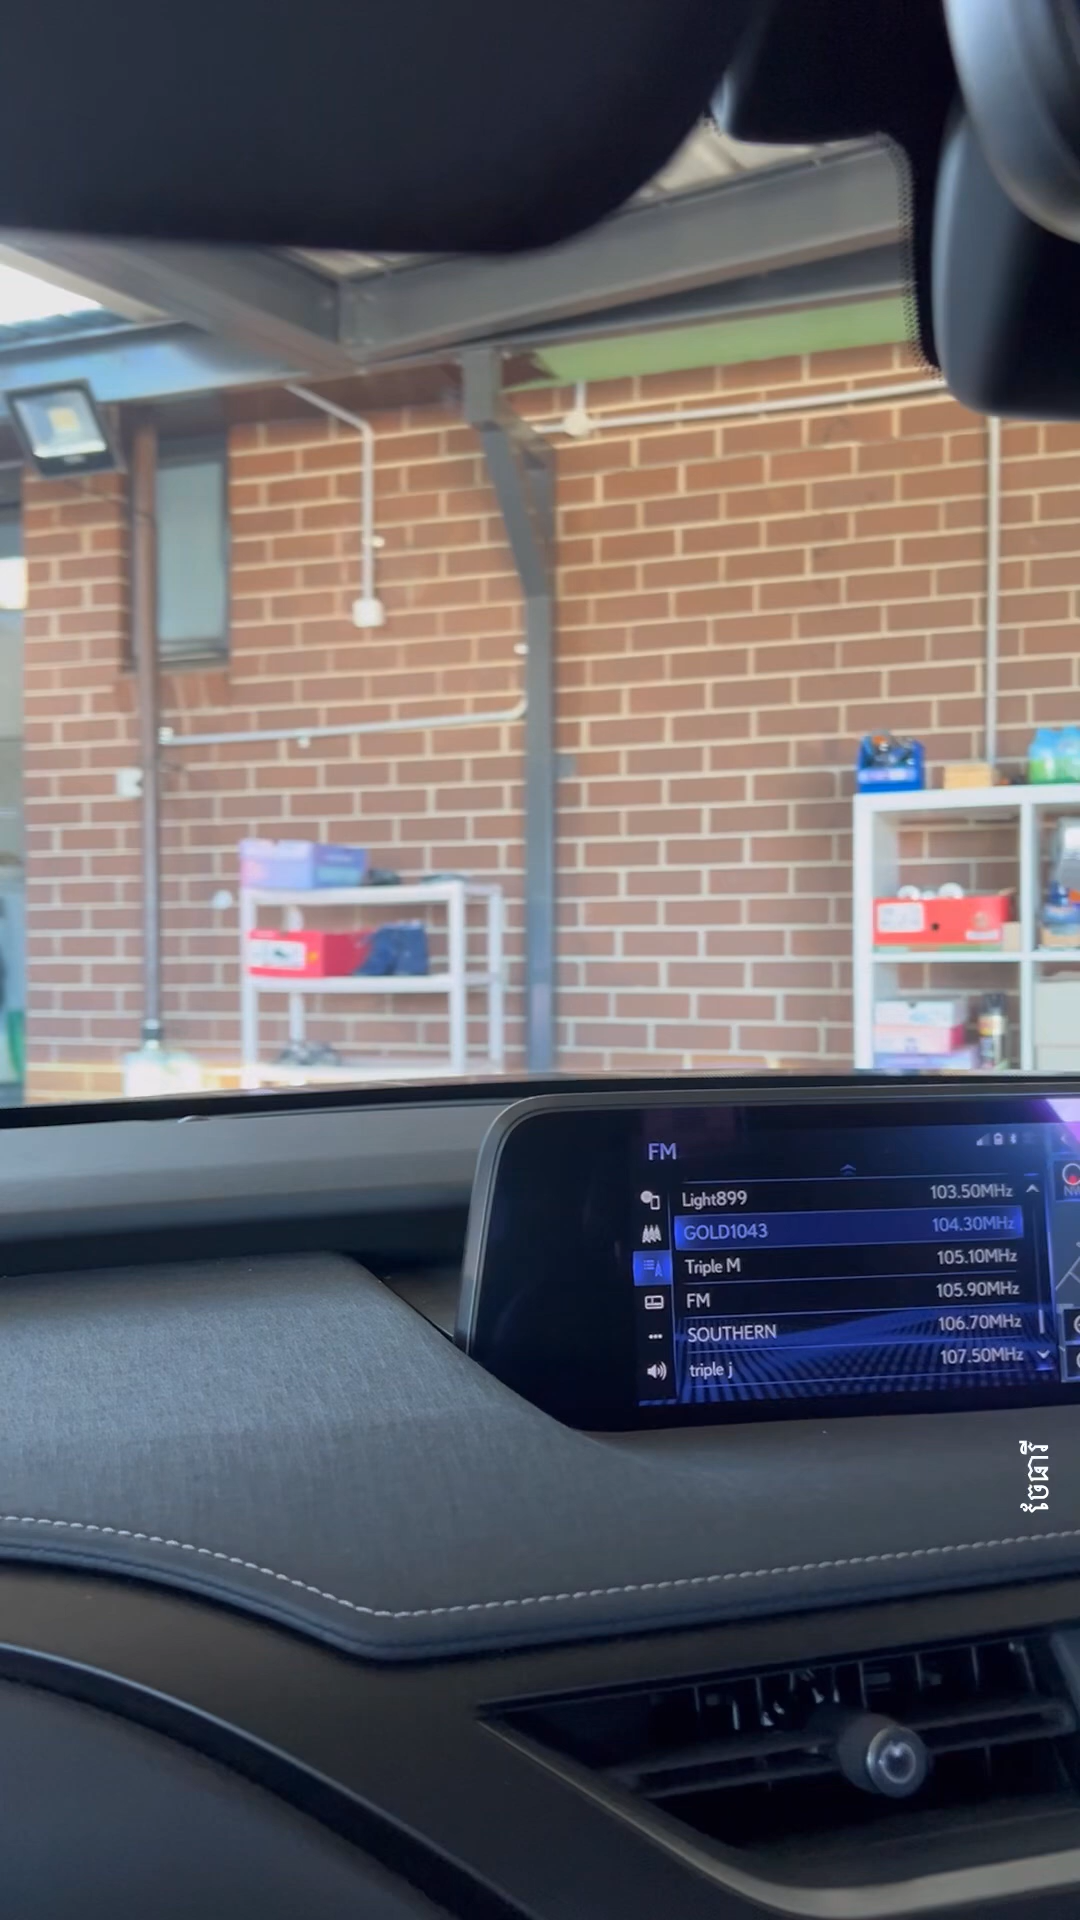 FM
Light899 103.50MHz
GOLD1043 104.30MHz
Triple M 105.10MHz
FM 105.90MHz
SOUTHERN 106.70MHz
triple j 107.50MHz